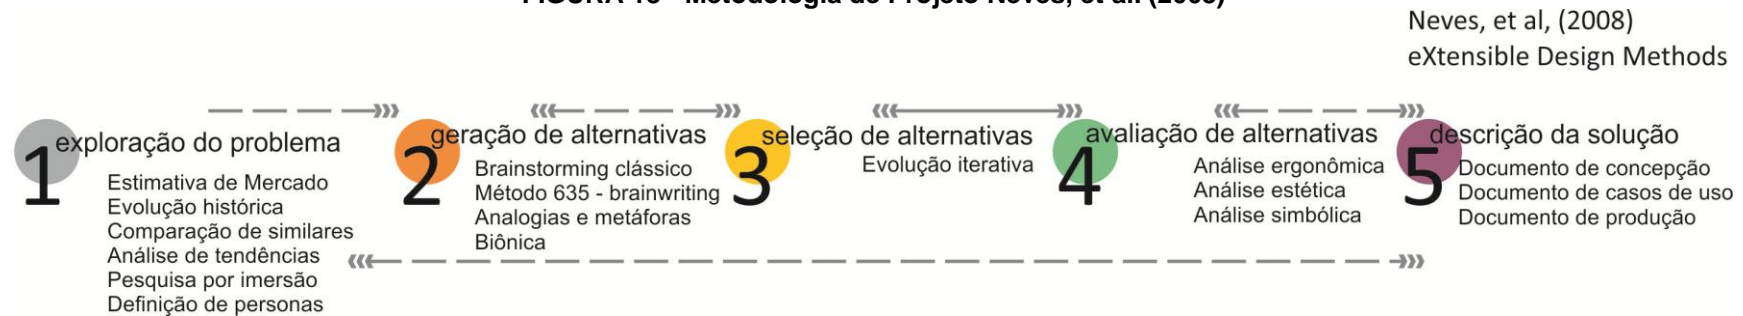 Neves, et al, (2008)
eXtensible Design Methods
1 exploração do problema
Estimativa de Mercado
Evolução histórica
Comparação de similares
Análise de tendências
Pesquisa por imersão
Definição de personas
2 geração de alternativas
Brainstorming clássico
Método 635 - brainwriting
Analogias e metáforas
Biônica
3 seleção de alternativas
Evolução iterativa
4 avaliação de alternativas
Análise ergonômica
Análise estética
Análise simbólica
5 descrição da solução
Documento de concepção
Documento de casos de uso
Documento de produção